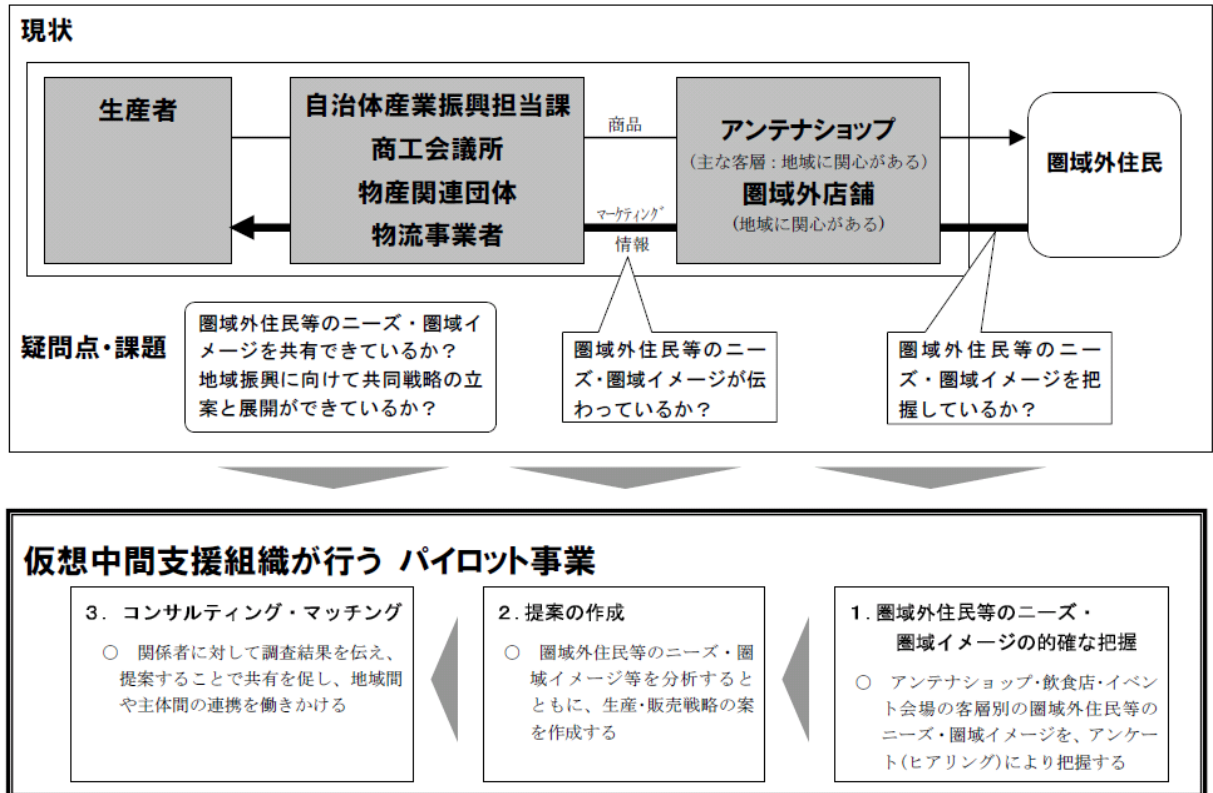 現状
生産者
自治体産業振興担当課
商工会議所
物産関連団体
物流事業者
商品
マーケティング
情報
アンテナショップ
(主な客層:地域に関心がある)
圏域外店舗
(地域に関心がある)
圏域外住民
疑問点・課題
圏域外住民等のニーズ・圏域イ
メージを共有できているか?
地域振興に向けて共同戦略の立
案と展開ができているか?
圏域外住民等のニー
ズ・圏域イメージが伝
わっているか?
圏域外住民等のニー
ズ・圏域イメージを把
握しているか?
仮想中間支援組織が行う パイロット事業
3.コンサルティング・マッチング
○ 関係者に対して調査結果を伝え、
提案することで共有を促し、地域間
や主体間の連携を働きかける
2.提案の作成
○ 圏域外住民等のニーズ・圏
域イメージ等を分析すると
ともに、生産・販売戦略の案
を作成する
1.圏域外住民等のニーズ・
圏域イメージの的確な把握
○ アンテナショップ・飲食店・イベン
ト会場の客層別の圏域外住民等の
ニーズ・圏域イメージを、アンケー
ト(ヒアリング)により把握する